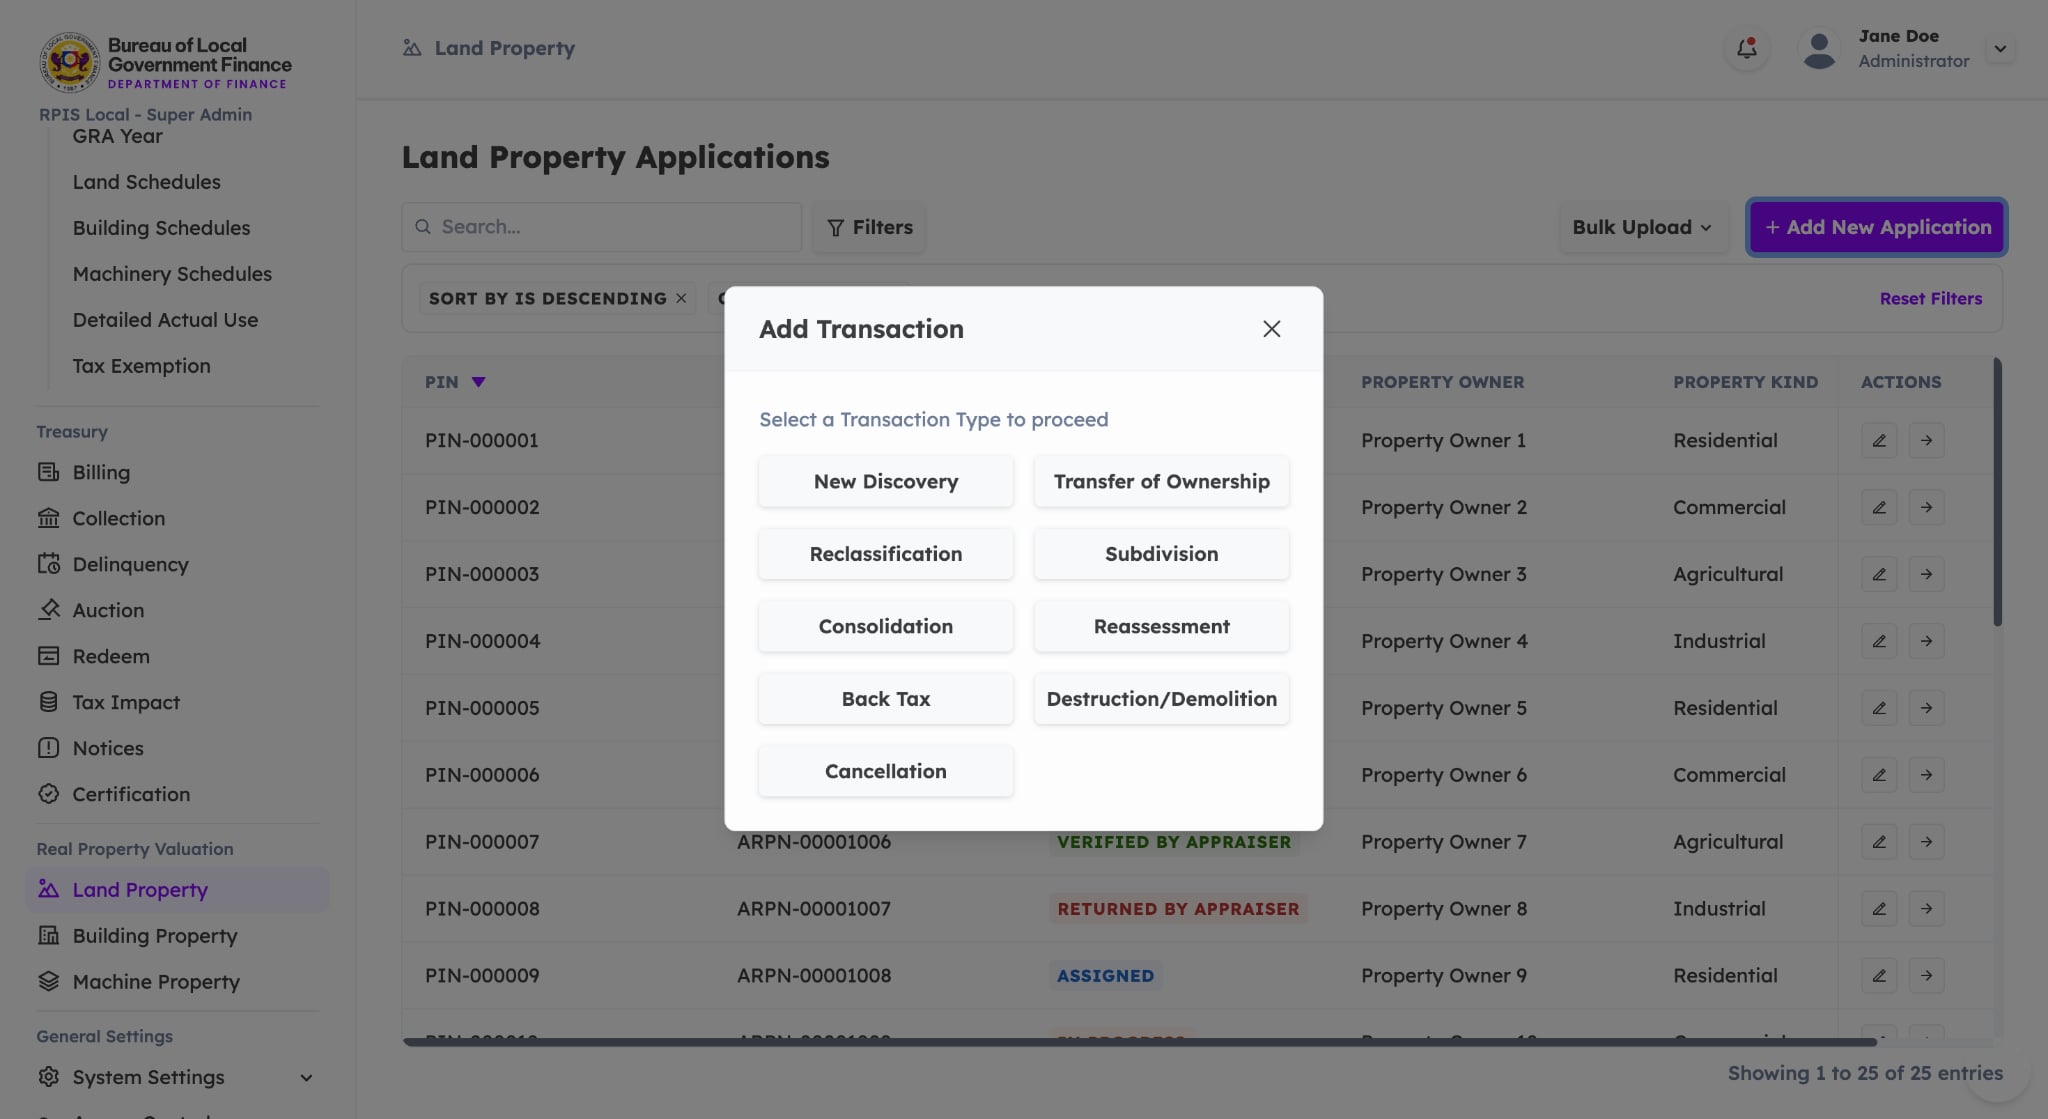 Bureau of Local
Government Finance
DEPARTMENT OF FINANCE
RPIS Local - Super Admin
GRA Year
Land Schedules
Building Schedules
Machinery Schedules
Detailed Actual Use
Tax Exemption
Treasury
Billing
Collection
Delinquency
Auction
Redeem
Tax Impact
Notices
Certification
Real Property Valuation
Land Property
Building Property
Machine Property
General Settings
System Settings
Land Property
Jane Doe
Administrator
Land Property Applications
Search...
Filters
Bulk Upload
+ Add New Application
SORT BY IS DESCENDING ×
Reset Filters
PIN PROPERTY OWNER PROPERTY KIND ACTIONS
PIN-000001 Property Owner 1 Residential
PIN-000002 Property Owner 2 Commercial
PIN-000003 Property Owner 3 Agricultural
PIN-000004 Property Owner 4 Industrial
PIN-000005 Property Owner 5 Residential
PIN-000006 Property Owner 6 Commercial
PIN-000007 ARPN-00001006 VERIFIED BY APPRAISER Property Owner 7 Agricultural
PIN-000008 ARPN-00001007 RETURNED BY APPRAISER Property Owner 8 Industrial
PIN-000009 ARPN-00001008 ASSIGNED Property Owner 9 Residential
Showing 1 to 25 of 25 entries
Add Transaction
Select a Transaction Type to proceed
New Discovery
Transfer of Ownership
Reclassification
Subdivision
Consolidation
Reassessment
Back Tax
Destruction/Demolition
Cancellation